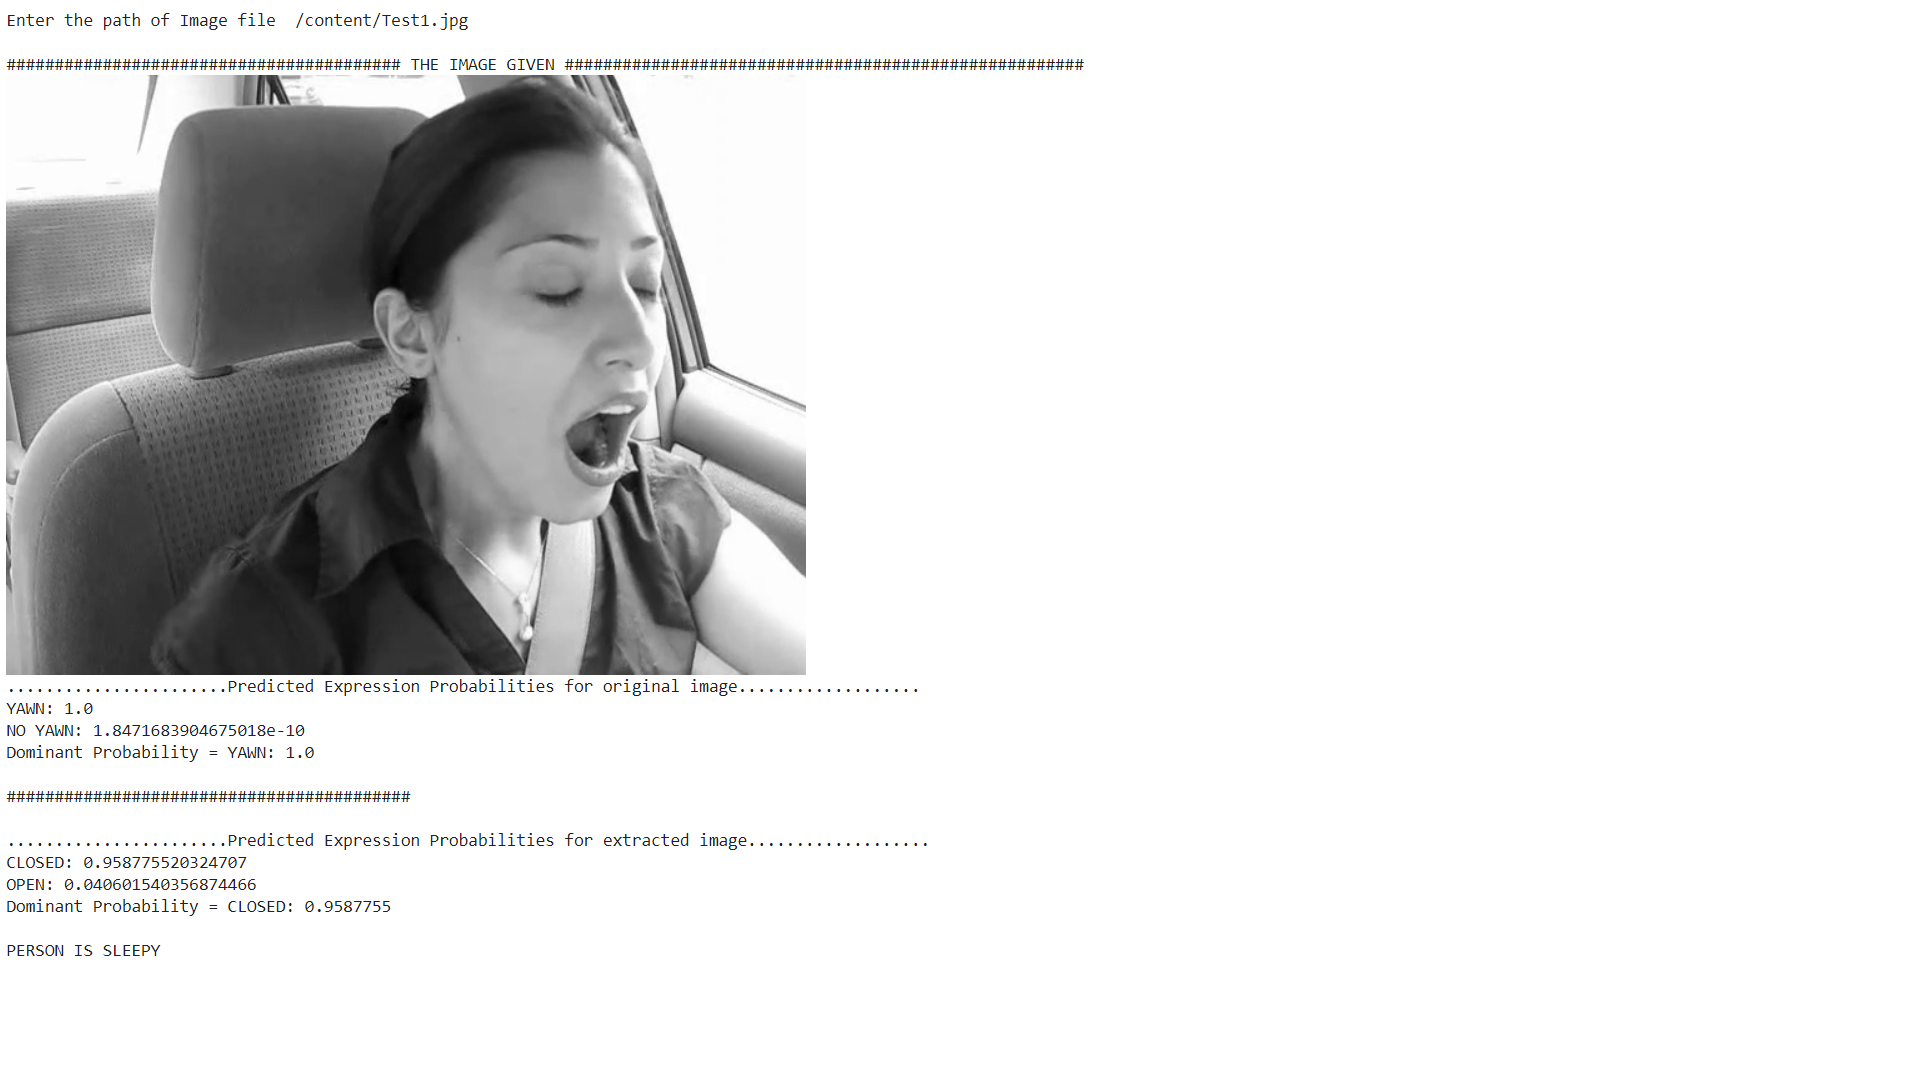 Enter the path of Image file  /content/Test1.jpg
######################################### THE IMAGE GIVEN ######################################################
.......................Predicted Expression Probabilities for original image...................
YAWN: 1.0
NO YAWN: 1.8471683904675018e-10
Dominant Probability = YAWN: 1.0
##########################################
.......................Predicted Expression Probabilities for extracted image...................
CLOSED: 0.958775520324707
OPEN: 0.040601540356874466
Dominant Probability = CLOSED: 0.9587755
PERSON IS SLEEPY